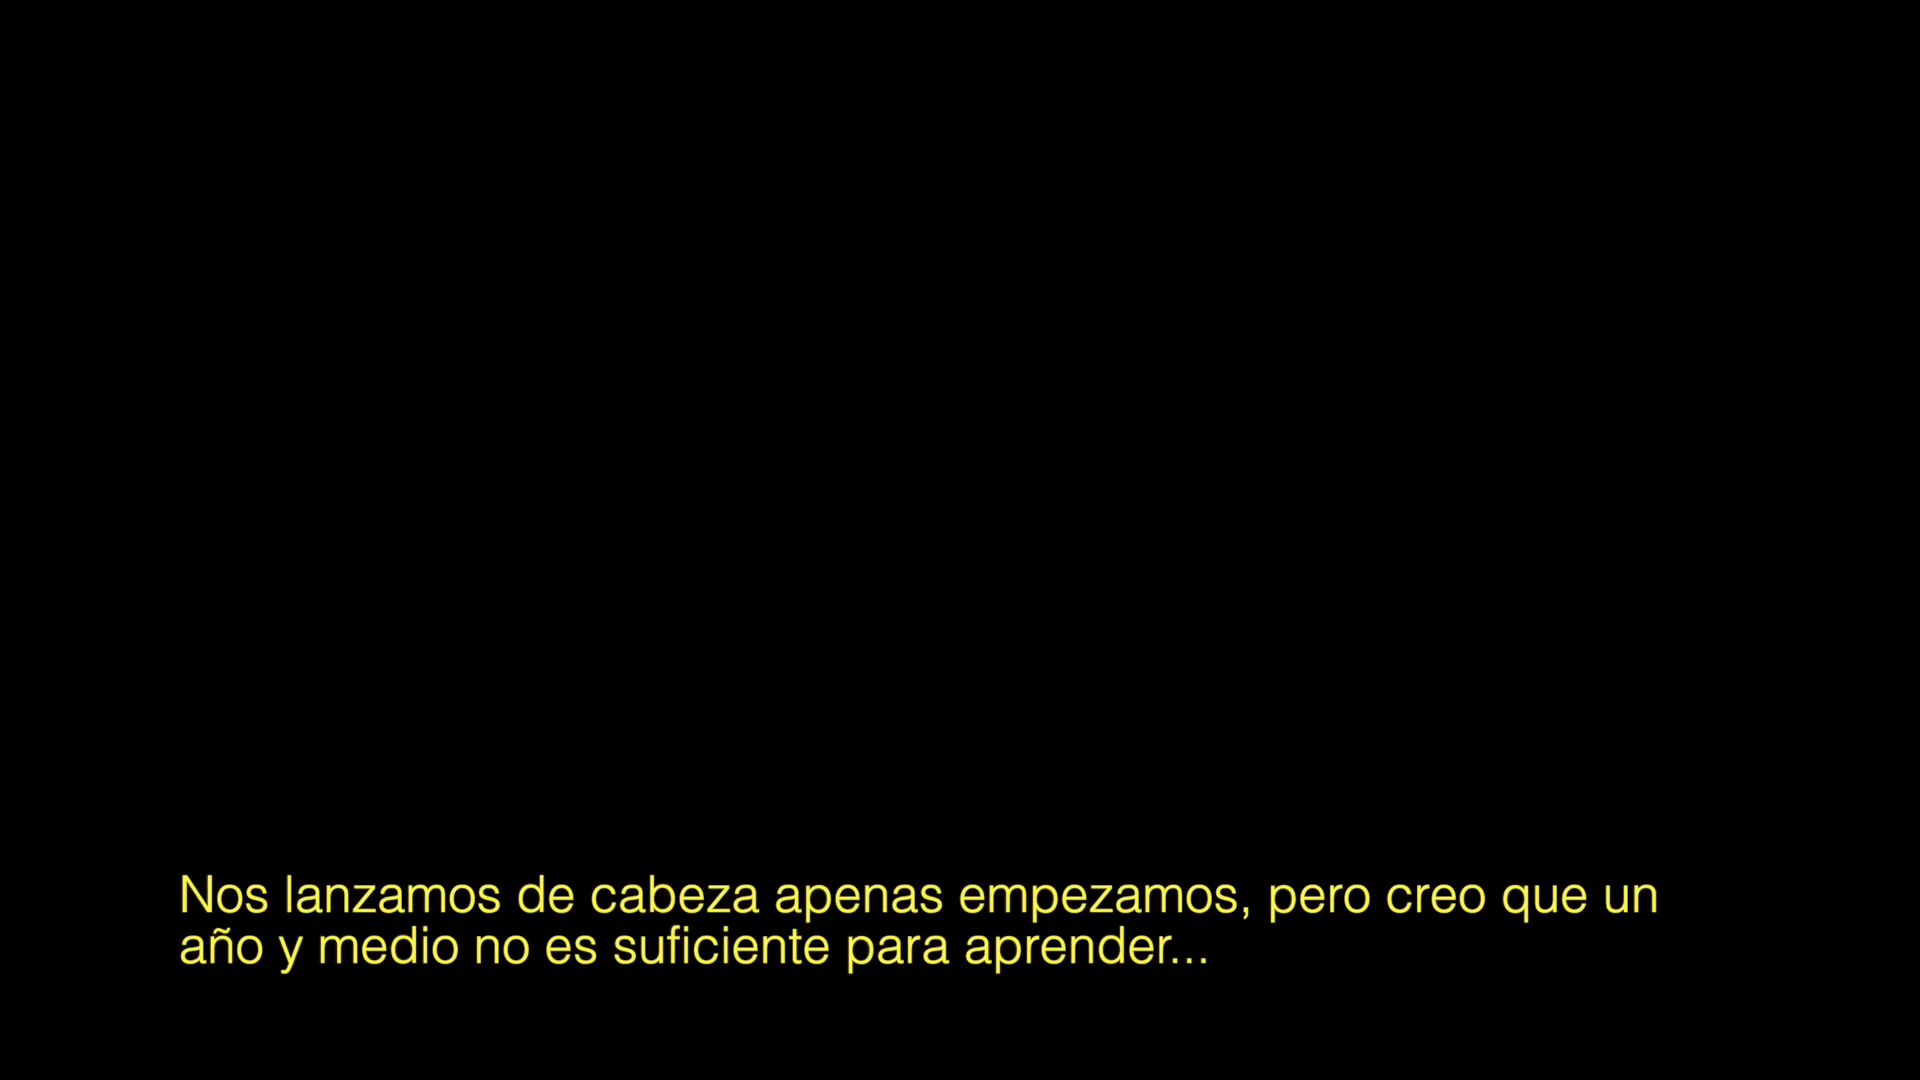 Nos lanzamos de cabeza apenas empezamos, pero creo que un
año y medio no es suficiente para aprender...